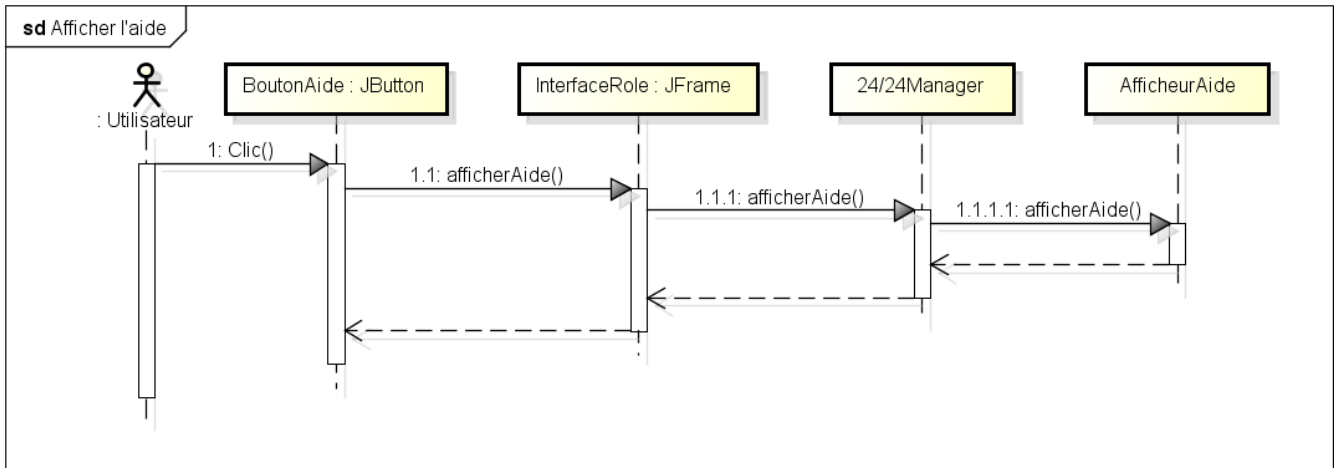 sd Afficher l'aide
: Utilisateur
BoutonAide : JButton
InterfaceRole : JFrame
24/24Manager
AfficheurAide
1: Clic()
1.1: afficherAide()
1.1.1: afficherAide()
1.1.1.1: afficherAide()